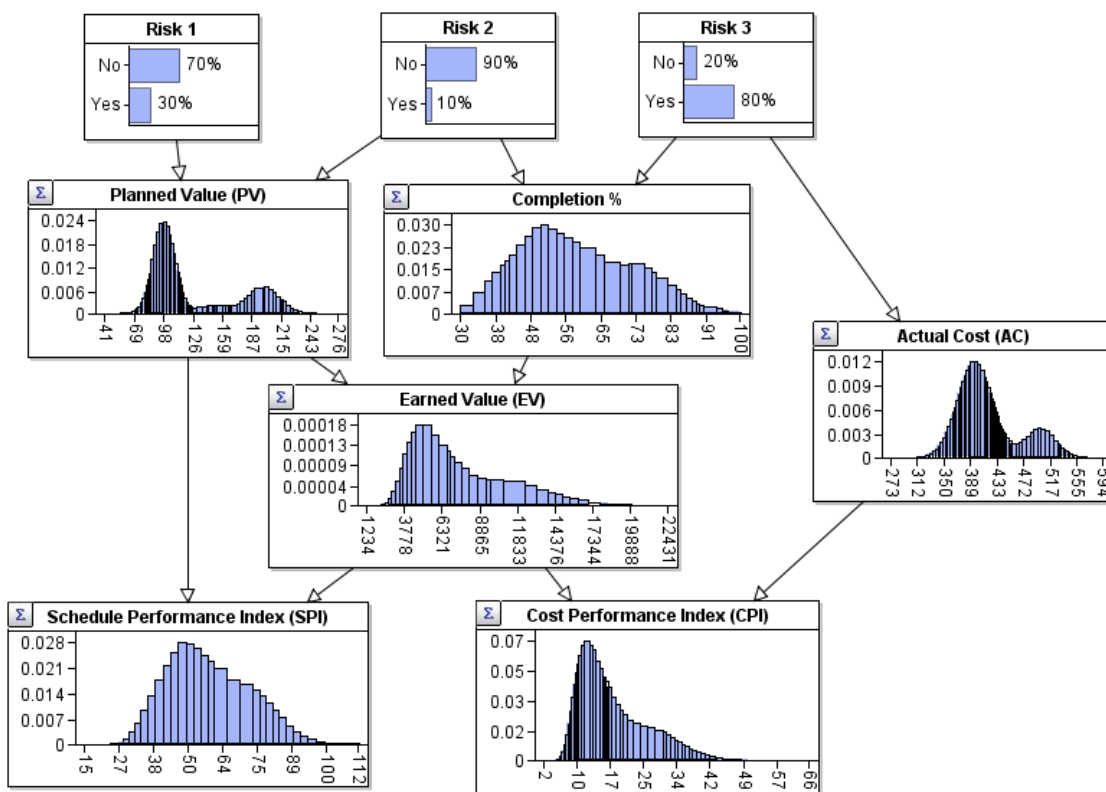 Risk 1
No 70%
Yes 30%
Risk 2
No 90%
Yes 10%
Risk 3
No 20%
Yes 80%
Σ Planned Value (PV)
0.024
0.018
0.012
0.006
0
41 69 98 126 159 187 215 243 276
Σ Completion %
0.030
0.023
0.015
0.007
0
30 38 48 56 65 73 83 91 100
Σ Actual Cost (AC)
0.012
0.009
0.006
0.003
0
273 312 350 389 433 472 517 555 594
Σ Earned Value (EV)
0.00018
0.00013
0.00009
0.00004
0
1234 3778 6321 8865 11833 14376 17344 19888 22431
Σ Schedule Performance Index (SPI)
0.028
0.021
0.014
0.007
0
15 27 38 50 64 75 89 100 112
Σ Cost Performance Index (CPI)
0.07
0.05
0.03
0.02
0
2 10 17 25 34 42 49 58 66